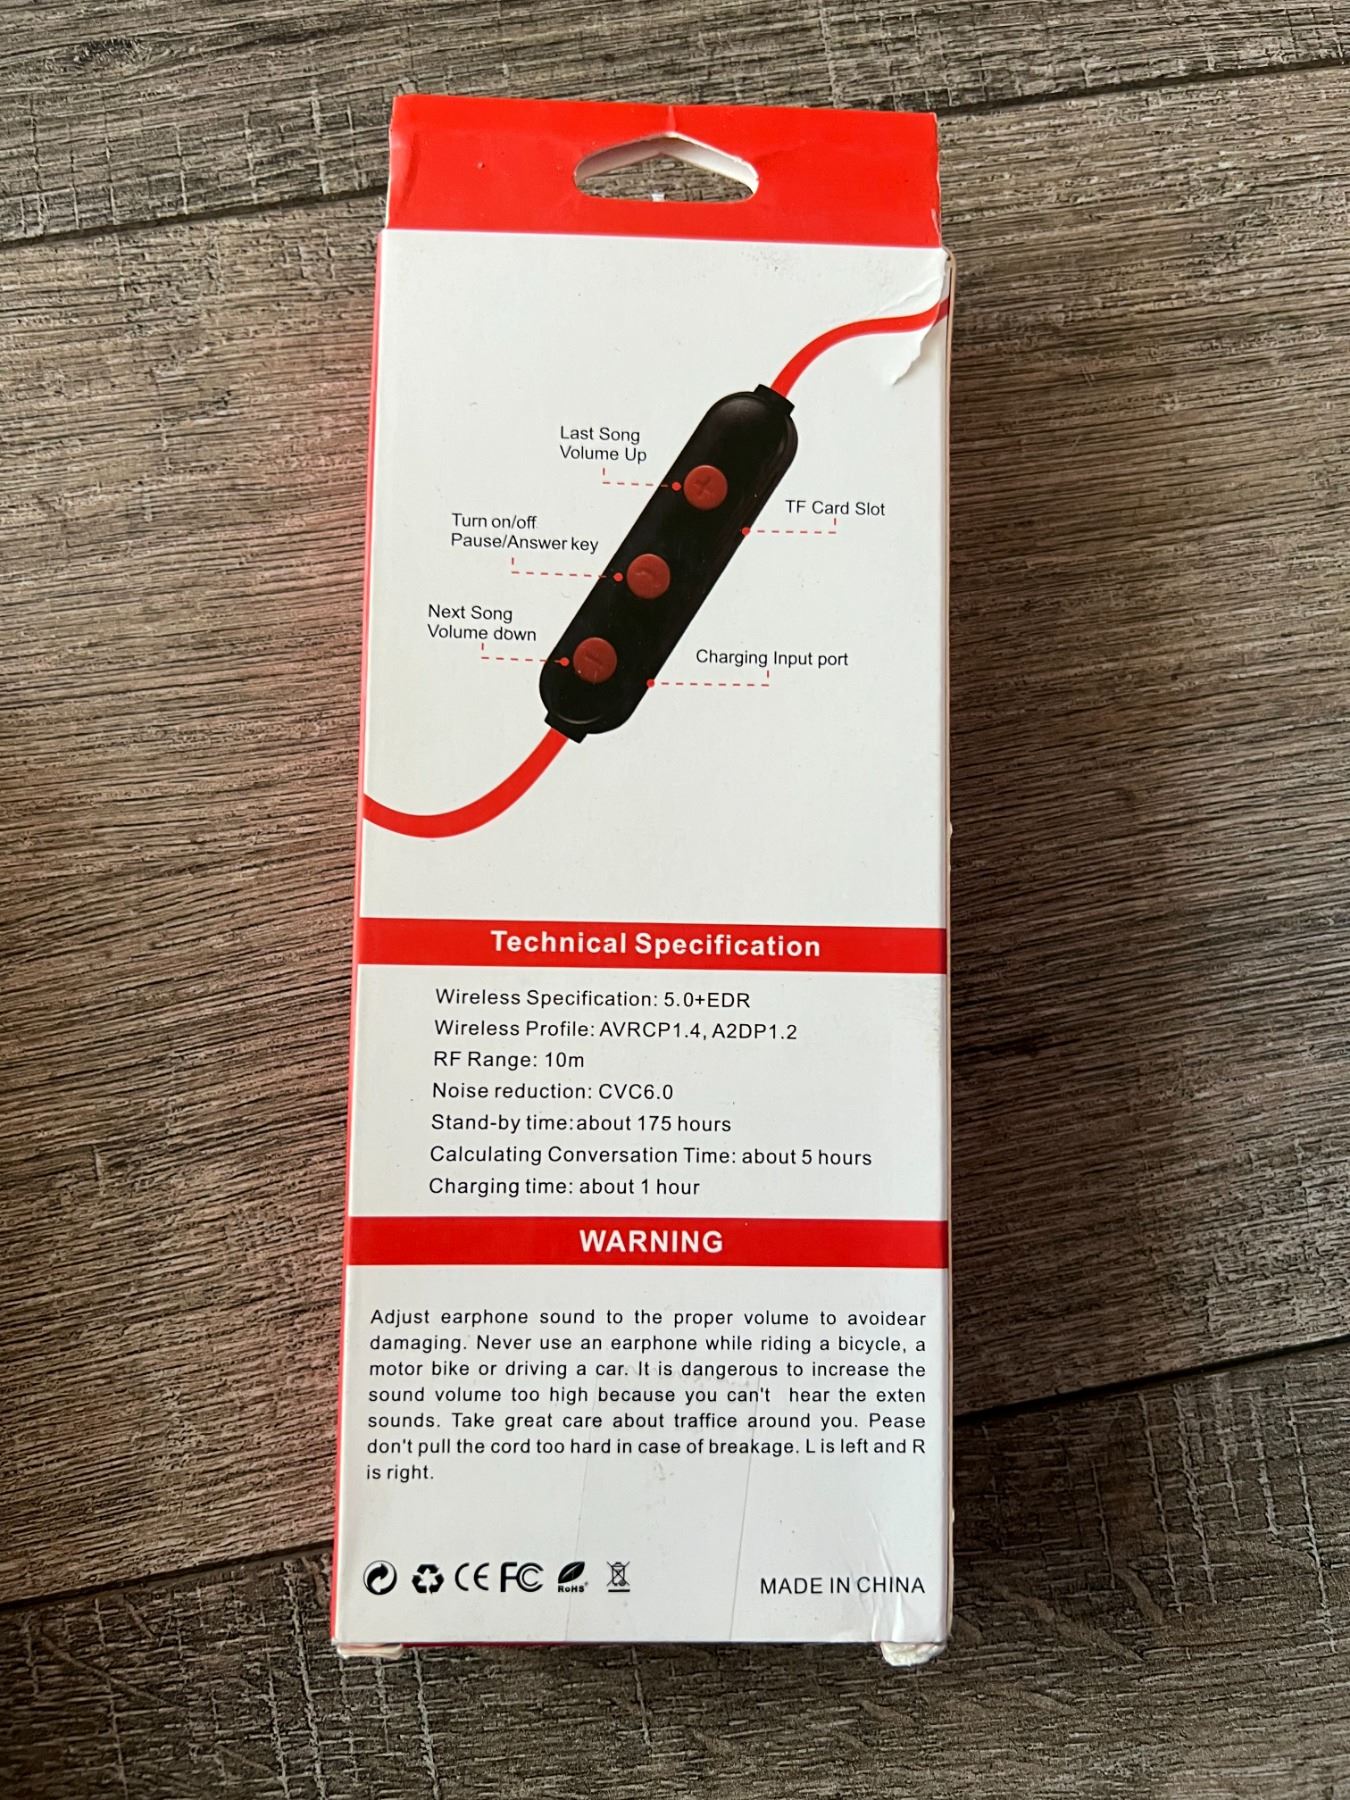 Last Song
Volume Up
TF Card Slot
Turn on/off
Pause/Answer key
Next Song
Volume down
Charging Input port
Technical Specification
Wireless Specification: 5.0+EDR
Wireless Profile: AVRCP1.4, A2DP1.2
RF Range: 10m
Noise reduction: CVC6.0
Stand-by time:about 175 hours
Calculating Conversation Time: about 5 hours
Charging time: about 1 hour
WARNING
Adjust earphone sound to the proper volume to avoidear
damaging. Never use an earphone while riding a bicycle, a
motor bike or driving a car. It is dangerous to increase the
sound volume too high because you can't hear the exten
sounds. Take great care about traffice around you. Pease
don't pull the cord too hard in case of breakage. L is left and R
is right.
CE FC RoHS MADE IN CHINA